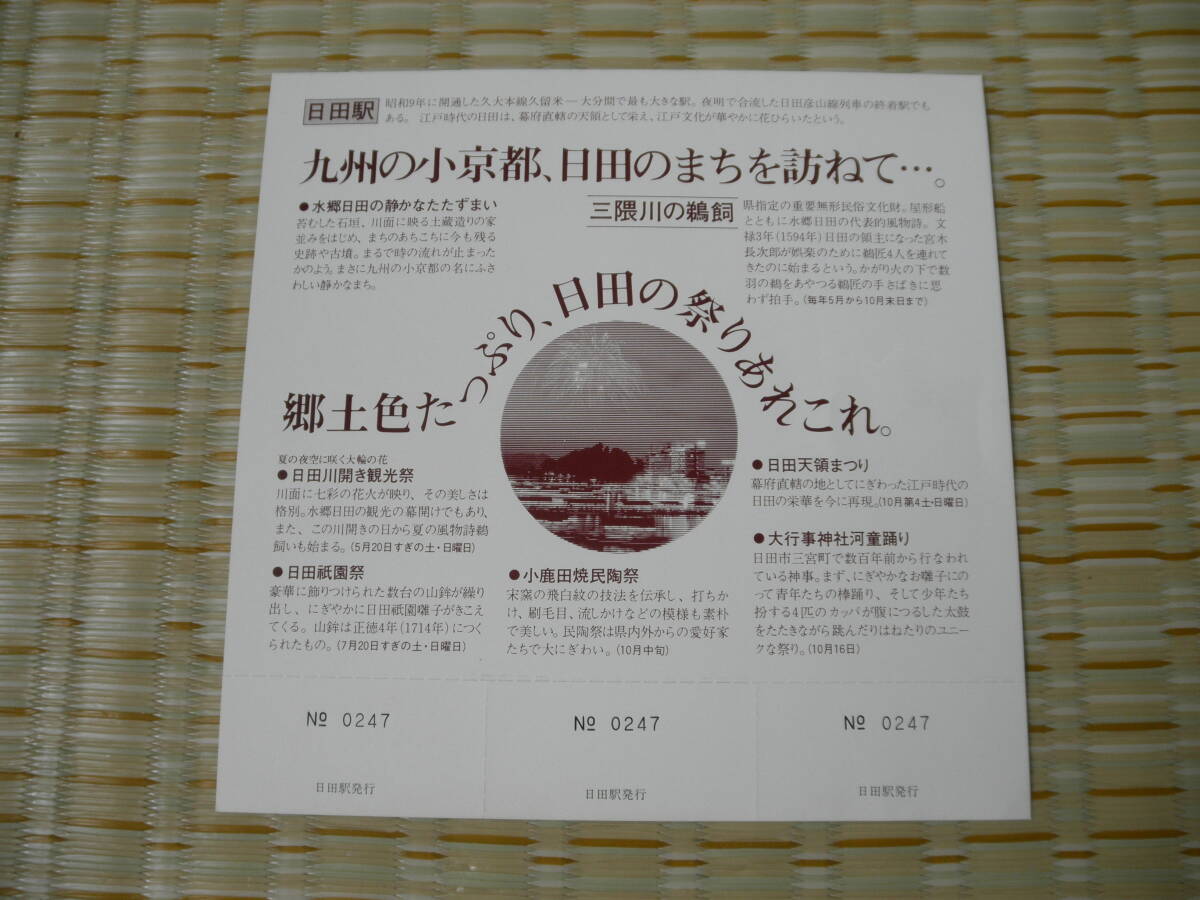 日田駅
昭和9年に開通した久大本線久留米―大分間で最も大きな駅。夜明で合流した日田彦山線列車の終着駅でも
ある。 江戸時代の日田は、幕府直轄の天領として栄え、江戸文化が華やかに花ひらいたという。
九州の小京都、日田のまちを訪ねて…。
●水郷日田の静かなたたずまい
苔むした石垣、川面に映る土蔵造りの家
並みをはじめ、まちのあちこちに今も残る
史跡や古墳。まるで時の流れが止まった
かのよう。まさに九州の小京都の名にふさ
わしい静かなまち。
三隈川の鵜飼
県指定の重要無形民俗文化財。屋形船
とともに水郷日田の代表的風物詩。文
禄3年(1594年)日田の領主になった宮木
長次郎が娯楽のために鵜匠4人を連れて
きたのに始まるという。かがり火の下で数
羽の鵜をあやつる鵜匠の手さばきに思
わず拍手。(毎年5月から10月末日まで)
郷土色たっぷり、日田の祭りあれこれ。
夏の夜空に咲く大輪の花
●日田川開き観光祭
川面に七彩の花火が映り、その美しさは
格別。水郷日田の観光の幕開けでもあり、
また、この川開きの日から夏の風物詩鵜
飼いも始まる。(5月20日すぎの土・日曜日)
●日田祇園祭
豪華に飾りつけられた数台の山鉾が繰り
出し、にぎやかに日田祇園囃子がきこえ
てくる。山鉾は正徳4年(1714年)につく
られたもの。(7月20日すぎの土・日曜日)
●小鹿田焼民陶祭
宋窯の飛白紋の技法を伝承し、打ちか
け、刷毛目、流しかけなどの模様も素朴
で美しい。民陶祭は県内外からの愛好家
たちで大にぎわい。(10月中旬)
●日田天領まつり
幕府直轄の地としてにぎわった江戸時代の
日田の栄華を今に再現。(10月第4土・日曜日)
●大行事神社河童踊り
日田市三宮町で数百年前から行なわれ
ている神事。まず、にぎやかなお囃子にの
って青年たちの棒踊り、そして少年たち
扮する4匹のカッパが腹につるした太鼓
をたたきながら跳んだりはねたりのユニー
クな祭り。(10月16日)
№ 0247
日田駅発行
№ 0247
日田駅発行
№ 0247
日田駅発行